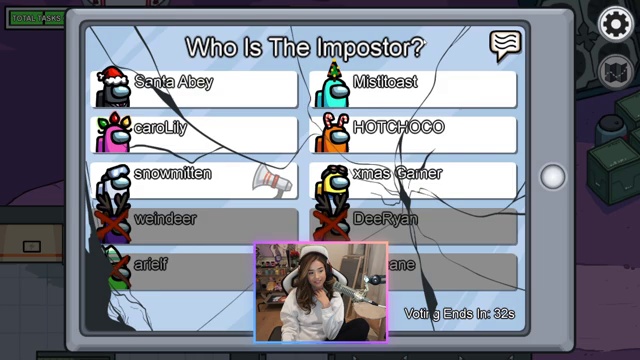 TOTAL TASKS
Who Is The Impostor?
Santa Abey
Mistitoast
caroLily
HOTCHOCO
snowmitten
xmas Gamer
weindeer
DeeRyan
arielf
ane
Voting Ends In: 32s